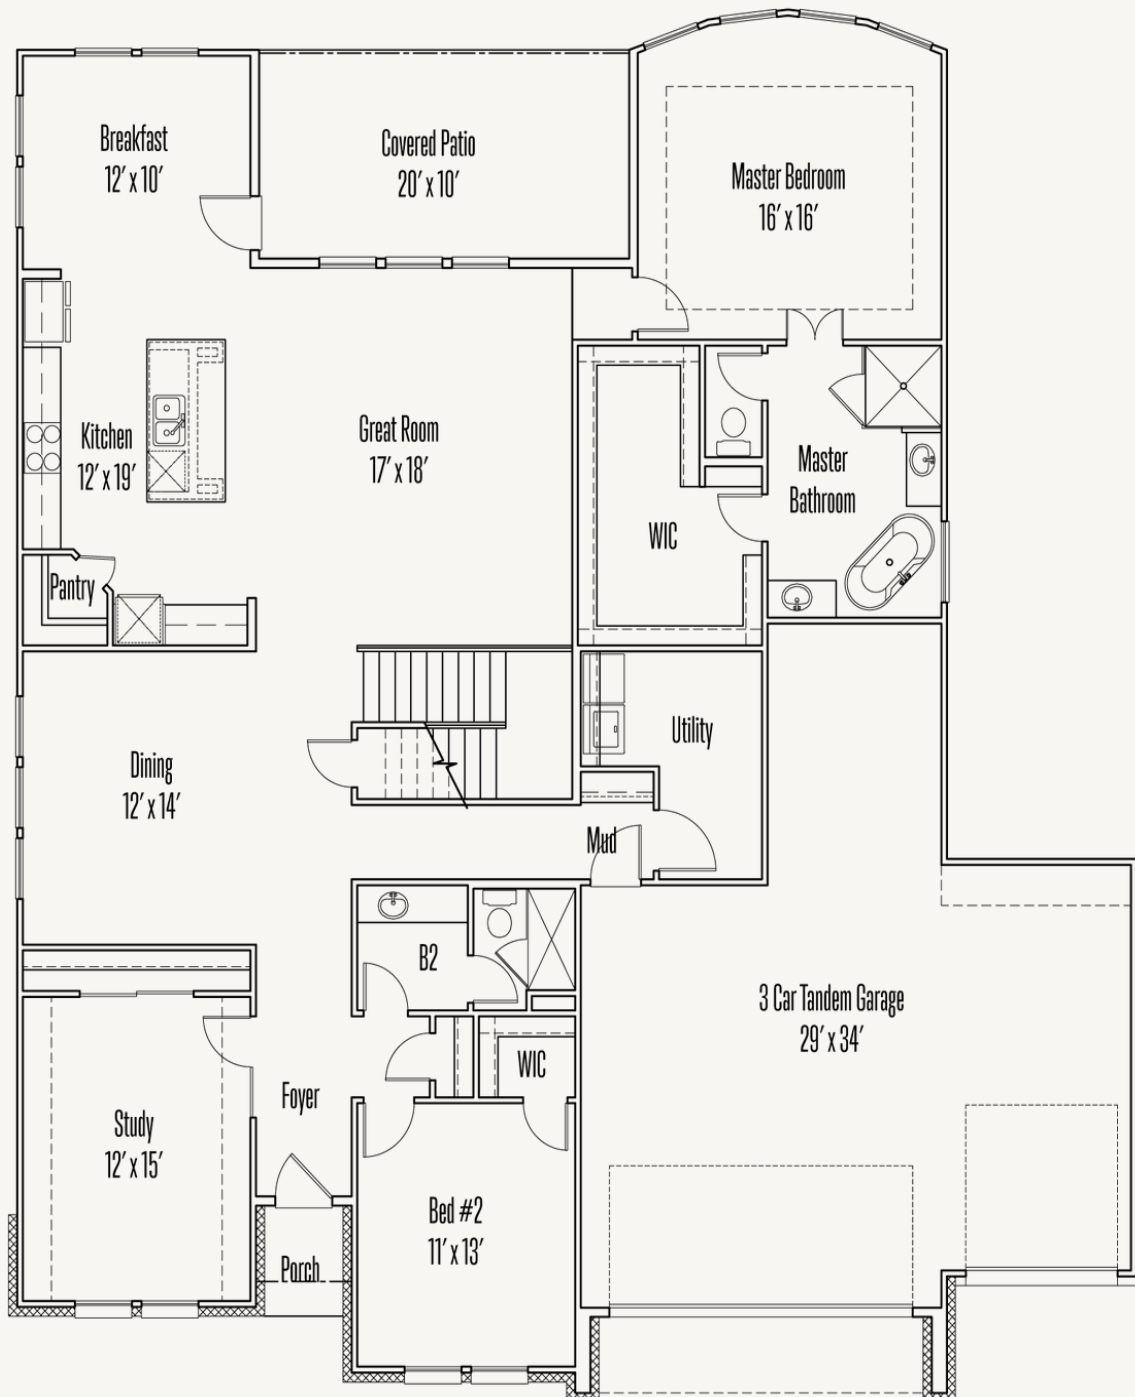 Breakfast
12′ x 10′
Covered Patio
20′ x 10′
Master Bedroom
16′ x 16′
Kitchen
12′ x 19′
Great Room
17′ x 18′
Master
Bathroom
WIC
Pantry
Utility
Dining
12′ x 14′
Mud
B2
3 Car Tandem Garage
29′ x 34′
WIC
Foyer
Study
12′ x 15′
Bed #2
11′ x 13′
Porch